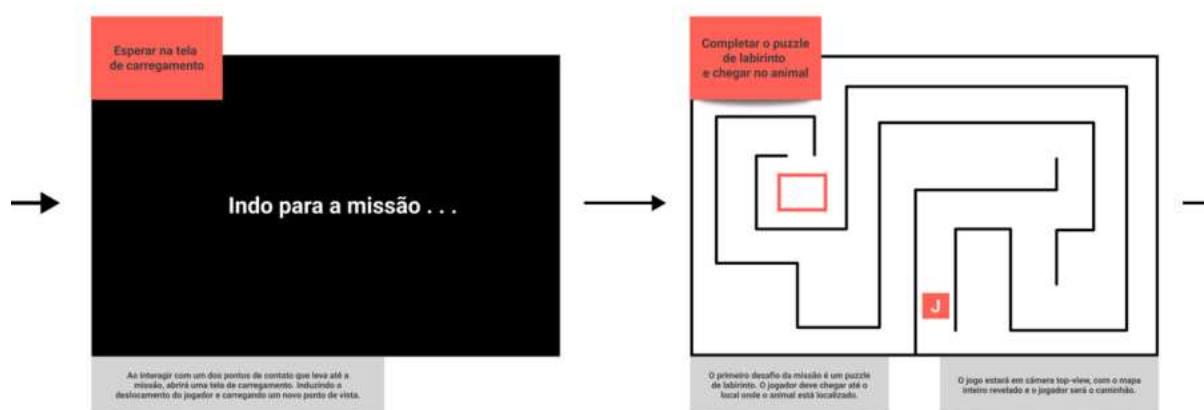 Esperar na tela
de carregamento
Indo para a missão . . .
Ao interagir com um dos pontos de contato que leva até a
missão, abrirá uma tela de carregamento. Induzindo o
deslocamento do jogador e carregando um novo ponto de vista.
Completar o puzzle
de labirinto
e chegar no animal
J
O primeiro desafio da missão é um puzzle
de labirinto. O jogador deve chegar até o
local onde o animal está localizado.
O jogo estará em câmera top-view, com o mapa
inteiro revelado e o jogador será o caminhão.